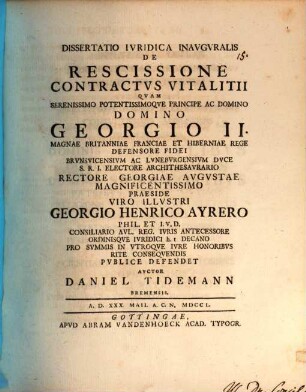 DISSERTATIO IVRIDICA INAVGVRALIS
15.
DE
RESCISSIONE
CONTRACTVS VITALITII
QVAM
SERENISSIMO POTENTISSIMOQVE PRINCIPE AC DOMINO
DOMINO
GEORGIO II.
MAGNAE BRITANNIAE FRANCIAE ET HIBERNIAE REGE
DEFENSORE FIDEI
BRVNSVICENSIVM AC LVNEBVRGENSIVM DVCE
S. R. I. ELECTORE ARCHITHESAVRARIO
RECTORE GEORGIAE AVGVSTAE
MAGNIFICENTISSIMO
PRAESIDE
VIRO ILLVSTRI
GEORGIO HENRICO AYRERO
PHIL. ET I. V. D.
CONSILIARIO AVL. REG. IVRIS ANTECESSORE
ORDINISQVE IVRIDICI h. t. DECANO
PRO SVMMIS IN VTROQVE IVRE HONORIBVS
RITE CONSEQVENDIS
PVBLICE DEFENDET
AVCTOR
DANIEL TIDEMANN
BREMENSIS.
A. D. XXX. MAII. A. C. N. MDCCL.
GOTTINGAE,
APVD ABRAM VANDENHOECK ACAD. TYPOGR.